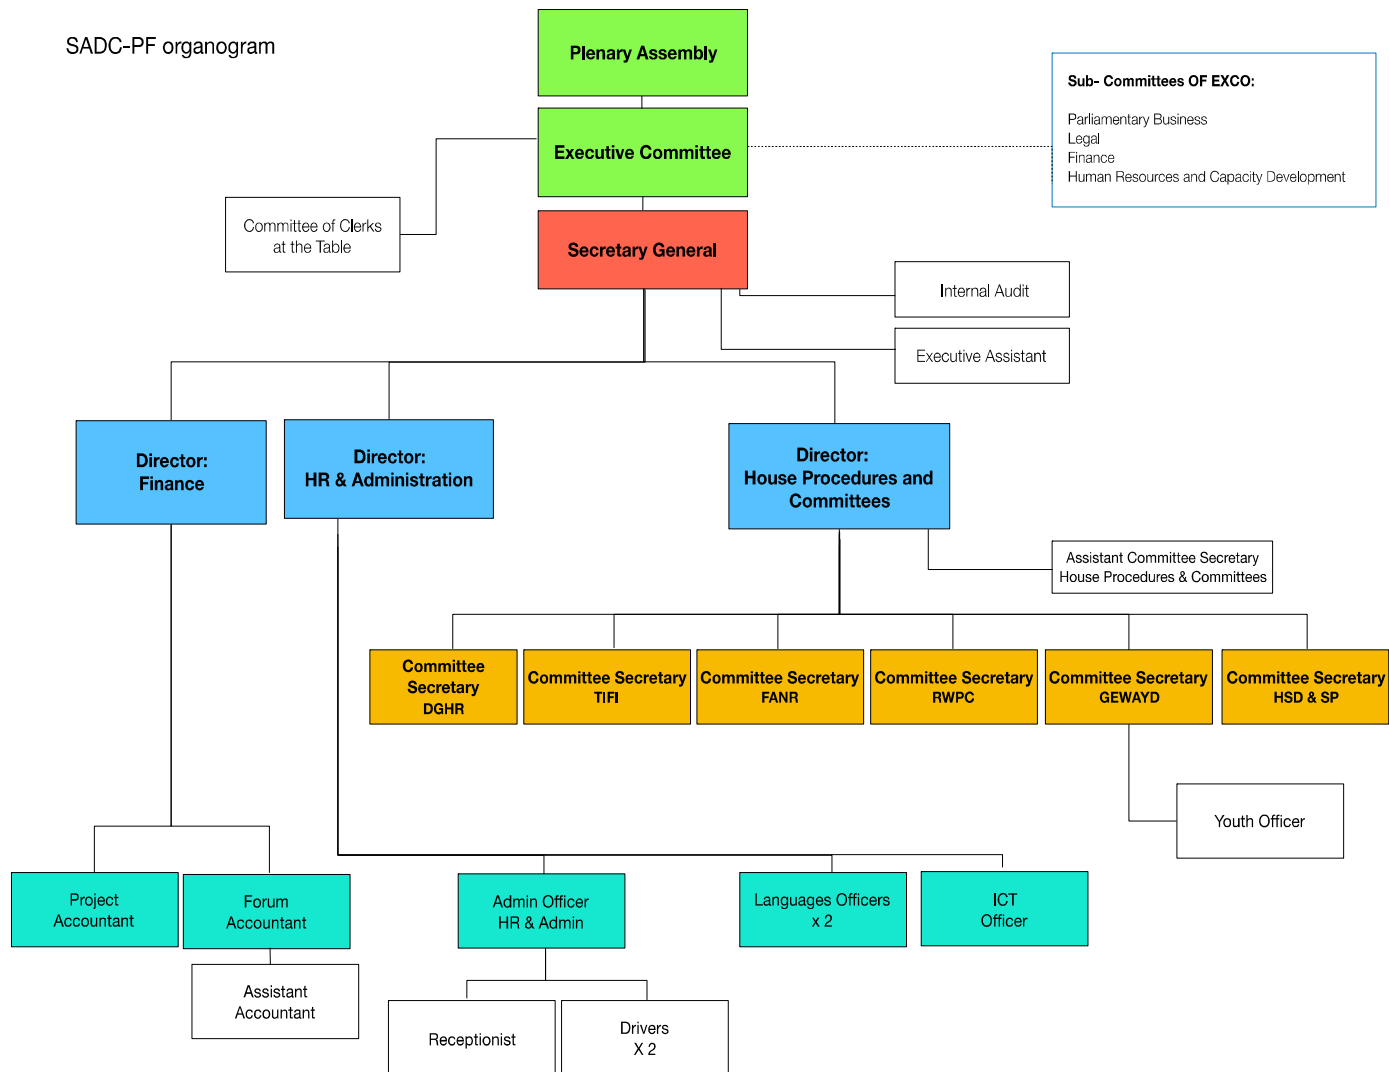 SADC-PF organogram
Plenary Assembly
Sub- Committees OF EXCO:
Parliamentary Business
Legal
Finance
Human Resources and Capacity Development
Executive Committee
Committee of Clerks
at the Table
Secretary General
Internal Audit
Executive Assistant
Director:
Finance
Director:
HR & Administration
Director:
House Procedures and
Committees
Assistant Committee Secretary
House Procedures & Committees
Committee
Secretary
DGHR
Committee Secretary
TIFI
Committee Secretary
FANR
Committee Secretary
RWPC
Committee Secretary
GEWAYD
Committee Secretary
HSD & SP
Youth Officer
Project
Accountant
Forum
Accountant
Admin Officer
HR & Admin
Languages Officers
x 2
ICT
Officer
Assistant
Accountant
Receptionist
Drivers
X 2